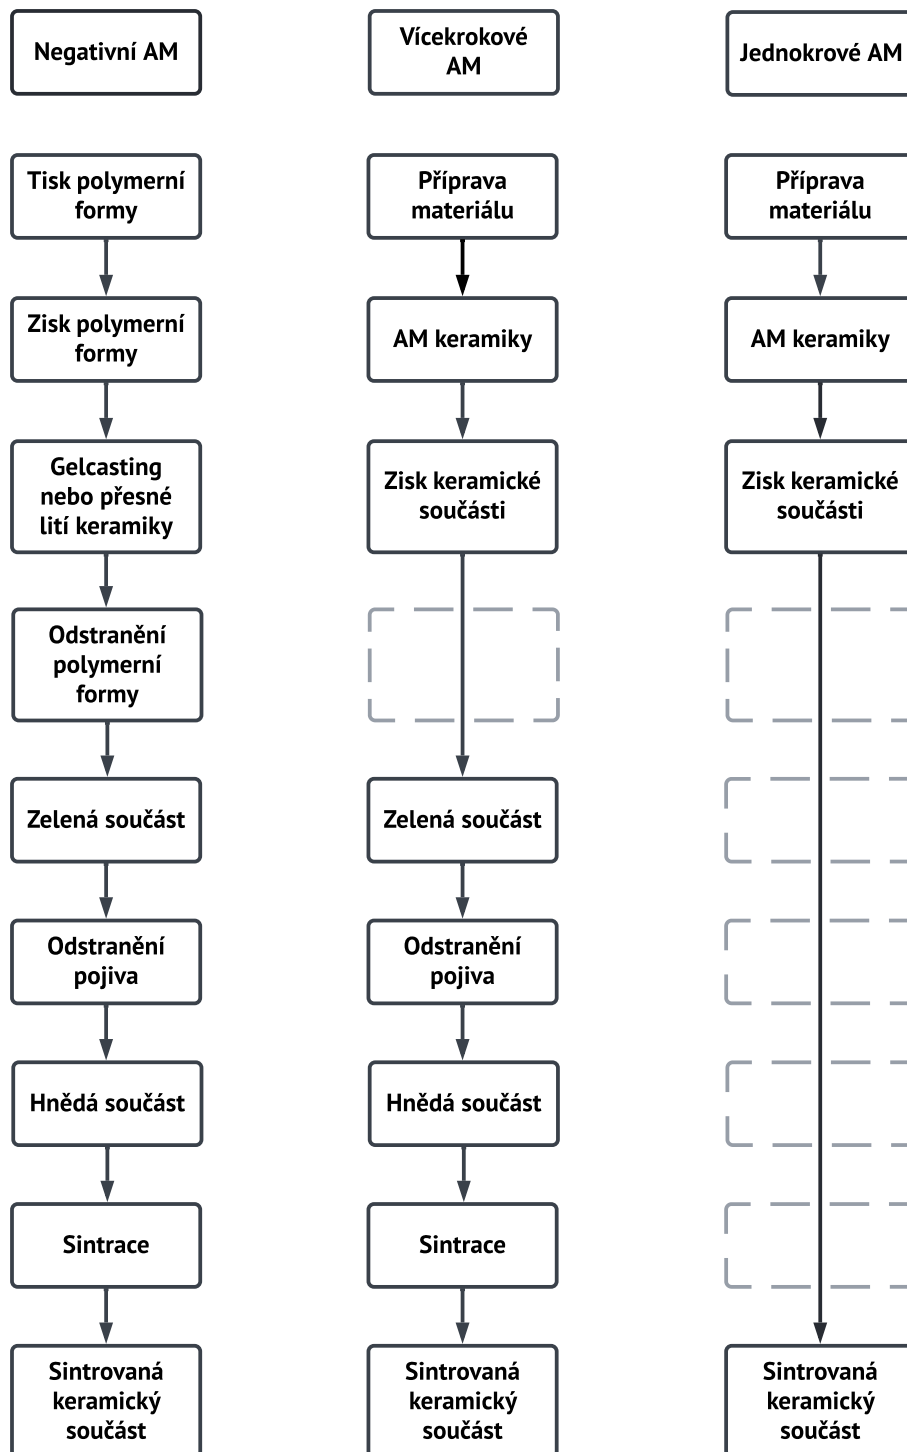 Negativní AM
Vícekrokové
AM
Jednokrové AM
Tisk polymerní
formy
Příprava
materiálu
Příprava
materiálu
Zisk polymerní
formy
AM keramiky
AM keramiky
Gelcasting
nebo přesné
lití keramiky
Zisk keramické
součásti
Zisk keramické
součásti
Odstranění
polymerní
formy
Zelená součást
Zelená součást
Odstranění
pojiva
Odstranění
pojiva
Hnědá součást
Hnědá součást
Sintrace
Sintrace
Sintrovaná
keramický
součást
Sintrovaná
keramický
součást
Sintrovaná
keramický
součást